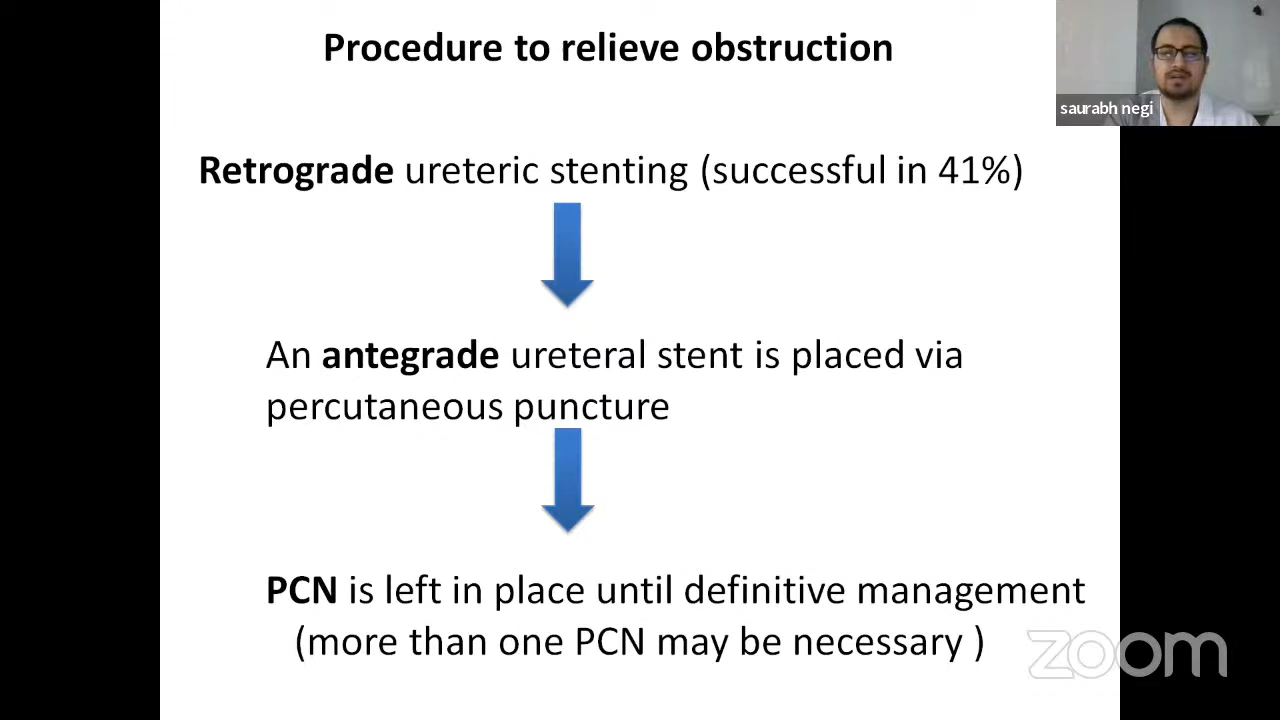 Procedure to relieve obstruction
saurabh negi
Retrograde ureteric stenting (successful in 41%)
An antegrade ureteral stent is placed via
percutaneous puncture
PCN is left in place until definitive management
(more than one PCN may be necessary )
zoom